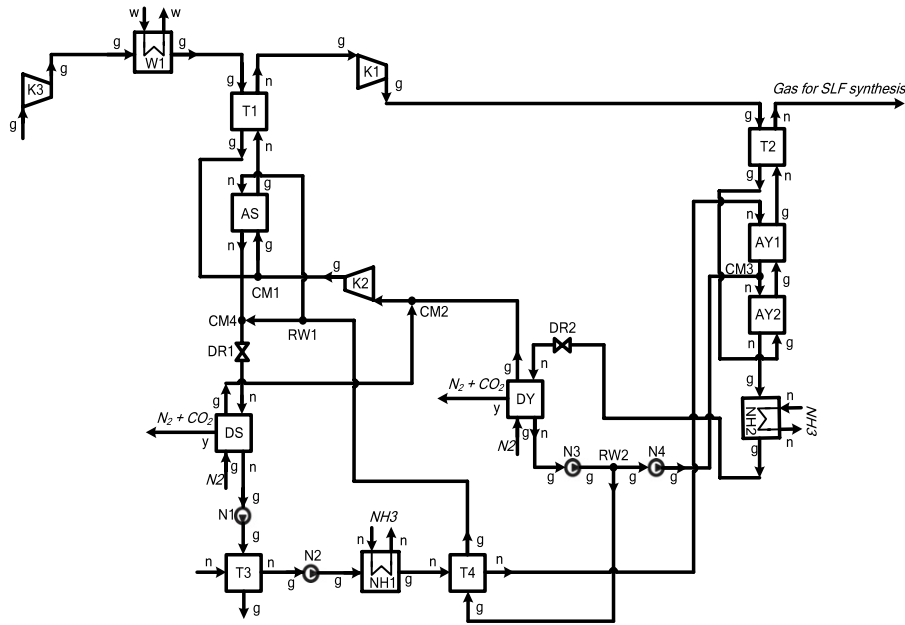 w w
g g g g g
W1
K3 n K1
g g
g T1 Gas for SLF synthesis
g n g n
T2
g n
n g
AS n g
n g AY1
g CM3 g
CM1 K2 n
AY2
CM4 RW1 CM2 DR2
DR1 n n g
g n N2 + CO2 g
N2 + CO2 DY n
y DS y NH2 NH3
g n g n
N2 N2 N3 RW2 N4 g
g g g g g
N1
g NH3 g
n n n
n T3 n N2 n T4 n
g g NH1 g
g g